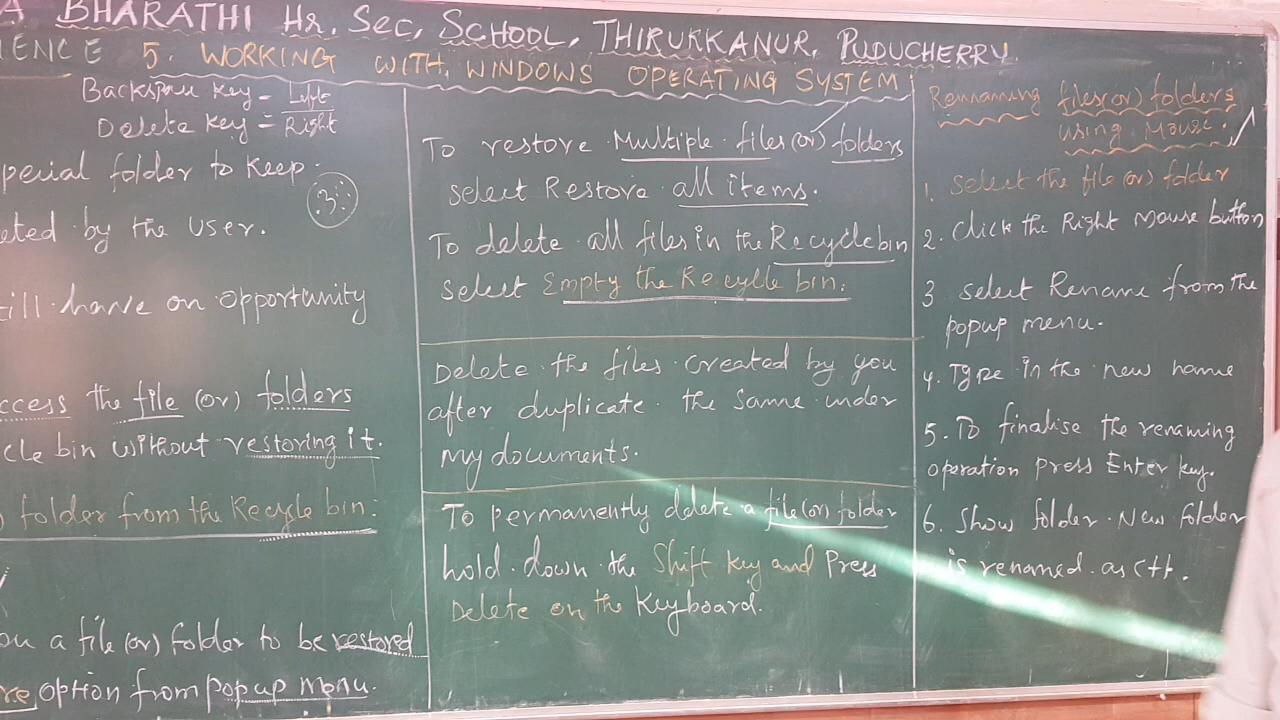 A BHARATHI Hr. Sec, SCHOOL, THIRUKKANUR, PUDUCHERRY.
IENCE 5. WORKING WITH WINDOWS OPERATING SYSTEM
Backspace key = Left
Delete key = Right
pecial folder to keep
eted by the user.
3
till have on opportunity
ccess the file (or) folders
cle bin without restoring it.
) folder from the Recycle bin:
on a file (or) folder to be restored
re option from popup menu.
To restore Multiple files (or) folders
select Restore all items.
To delete all files in the Recycle bin
select Empty the Recycle bin.
Delete the files created by you
after duplicate the same under
my documents.
To permanently delete a file (or) folder
hold down the Shift key and Press
Delete on the Keyboard.
Renaming files (or) folders
using Mouse.
1. select the file (or) folder
2. click the Right mouse button
3 select Rename from the
popup menu.
4. Type in the new name
5. To finalise the renaming
operation press Enter key.
6. Show folder. New folder
is renamed as C++.